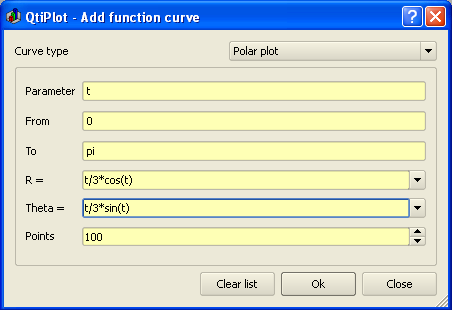 QtiPlot - Add function curve
Curve type Polar plot
Parameter t
From 0
To pi
R = t/3*cos(t)
Theta = t/3*sin(t)
Points 100
Clear list Ok Close